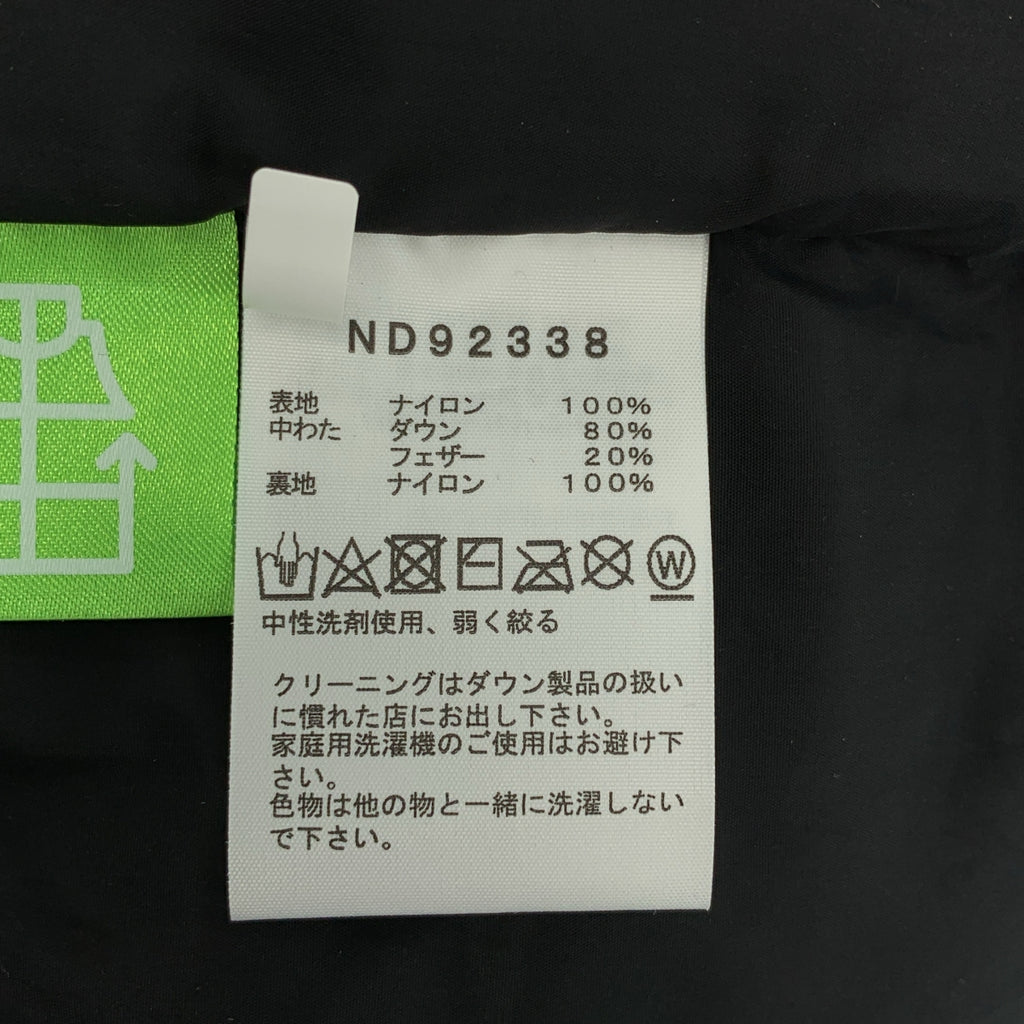 ND92338
表地 ナイロン 100%
中わた ダウン 80%
フェザー 20%
裏地 ナイロン 100%
W
中性洗剤使用、弱く絞る
クリーニングはダウン製品の扱い
に慣れた店にお出し下さい。
家庭用洗濯機のご使用はお避け下
さい。
色物は他の物と一緒に洗濯しない
で下さい。